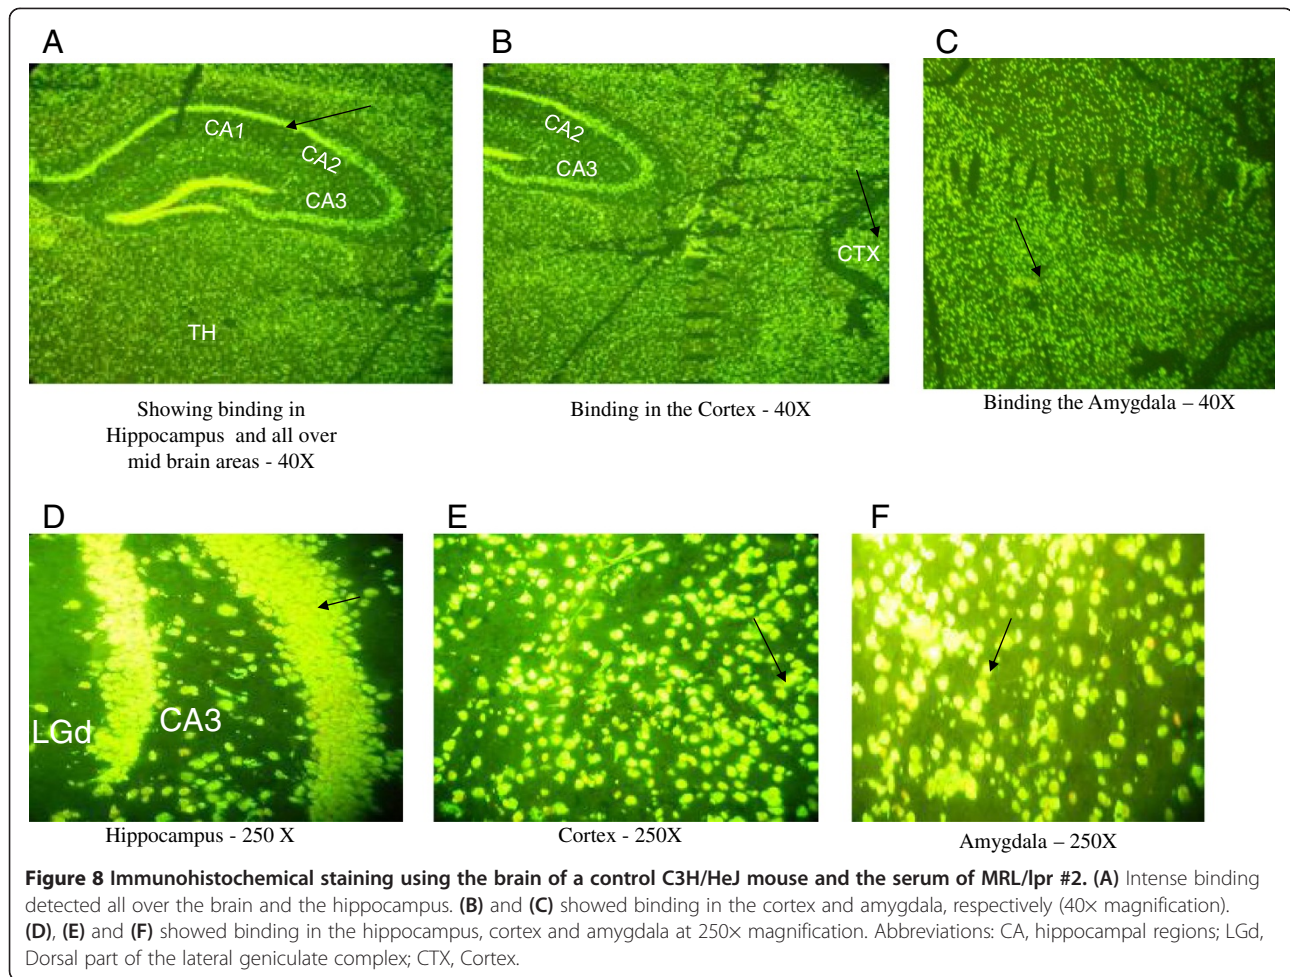 A
B
C
CA1
CA2
CA3
TH
CA2
CA3
CTX
Showing binding in
Hippocampus and all over
mid brain areas - 40X
Binding in the Cortex - 40X
Binding the Amygdala – 40X
D
E
F
LGd
CA3
Hippocampus - 250 X
Cortex - 250X
Amygdala – 250X
Figure 8 Immunohistochemical staining using the brain of a control C3H/HeJ mouse and the serum of MRL/lpr #2. (A) Intense binding
detected all over the brain and the hippocampus. (B) and (C) showed binding in the cortex and amygdala, respectively (40× magnification).
(D), (E) and (F) showed binding in the hippocampus, cortex and amygdala at 250× magnification. Abbreviations: CA, hippocampal regions; LGd,
Dorsal part of the lateral geniculate complex; CTX, Cortex.